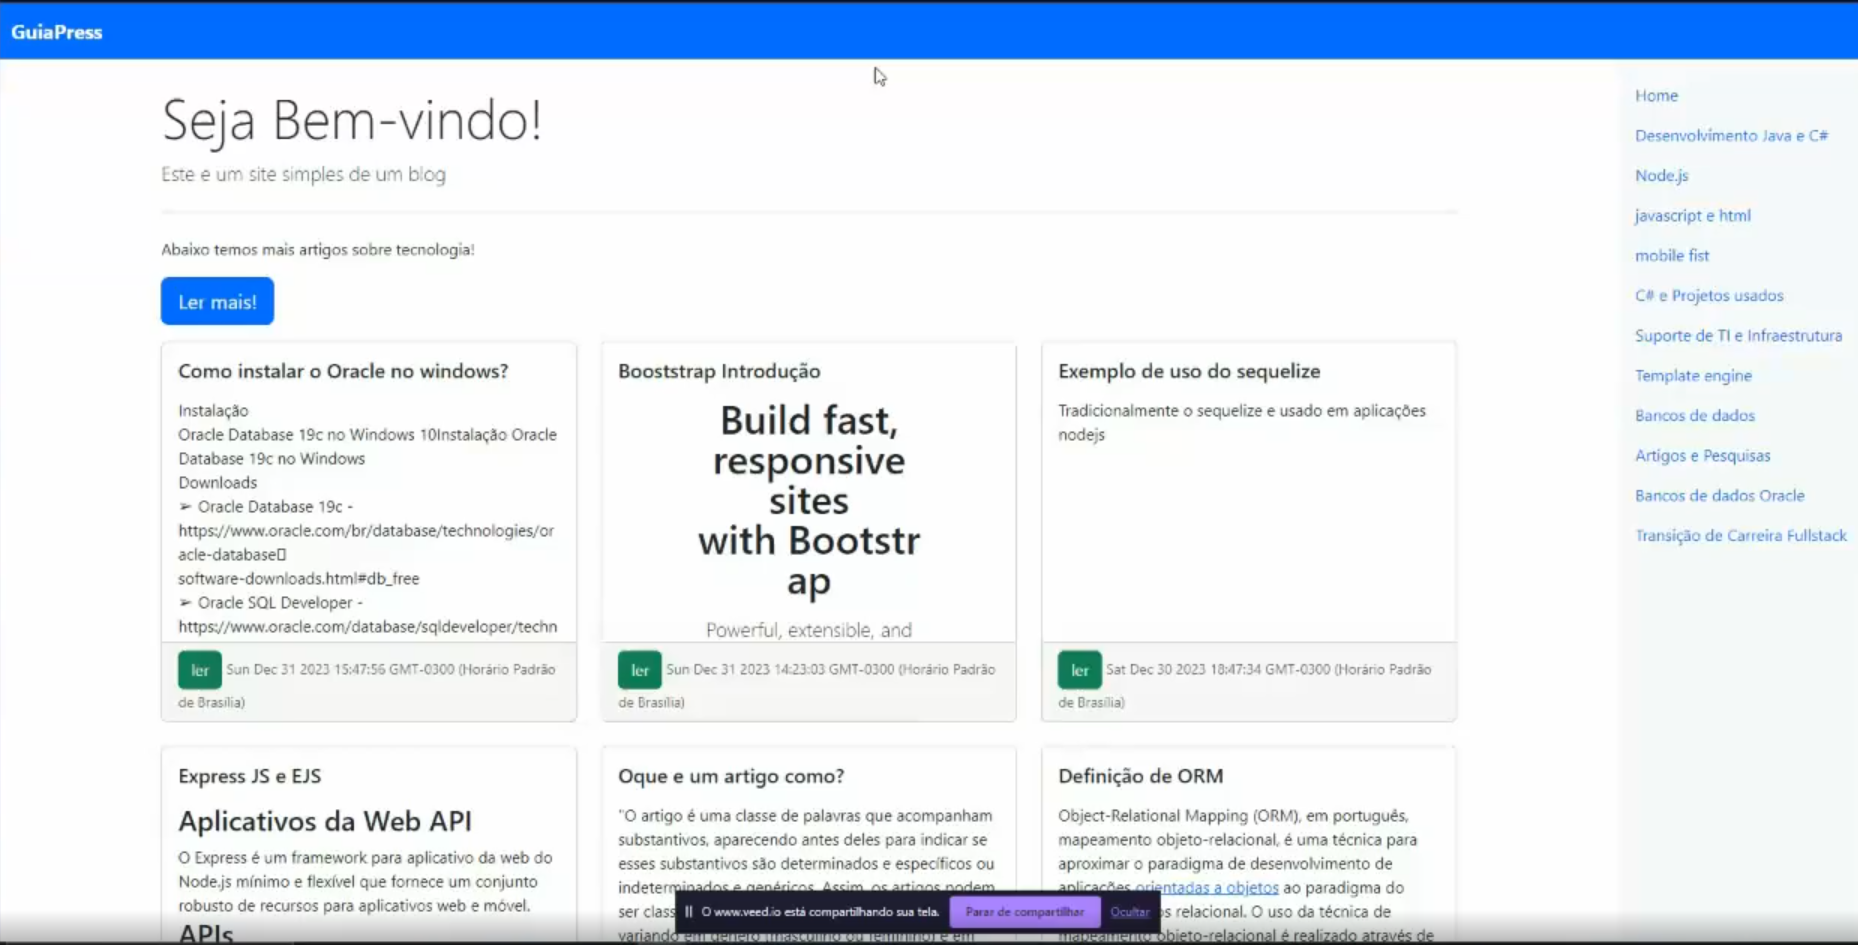 GuiaPress
Seja Bem-vindo!
Este e um site simples de um blog
Abaixo temos mais artigos sobre tecnologia!
Ler mais!
Como instalar o Oracle no windows?
Instalação
Oracle Database 19c no Windows 10Instalação Oracle
Database 19c no Windows
Downloads
➢ Oracle Database 19c -
https://www.oracle.com/br/database/technologies/or
acle-database
software-downloads.html#db_free
➢ Oracle SQL Developer -
https://www.oracle.com/database/sqldeveloper/techn
ler Sun Dec 31 2023 15:47:56 GMT-0300 (Horário Padrão
de Brasília)
Booststrap Introdução
Build fast,
responsive
sites
with Bootstr
ap
Powerful, extensible, and
ler Sun Dec 31 2023 14:23:03 GMT-0300 (Horário Padrão
de Brasília)
Exemplo de uso do sequelize
Tradicionalmente o sequelize e usado em aplicações
nodejs
ler Sat Dec 30 2023 18:47:34 GMT-0300 (Horário Padrão
de Brasília)
Express JS e EJS
Aplicativos da Web API
O Express é um framework para aplicativo da web do
Node.js mínimo e flexível que fornece um conjunto
robusto de recursos para aplicativos web e móvel.
APIs
Oque e um artigo como?
"O artigo é uma classe de palavras que acompanham
substantivos, aparecendo antes deles para indicar se
esses substantivos são determinados e específicos ou
indeterminados e genéricos. Assim, os artigos podem
ser class
variando em gênero (masculino ou feminino) e em
Definição de ORM
Object-Relational Mapping (ORM), em português,
mapeamento objeto-relacional, é uma técnica para
aproximar o paradigma de desenvolvimento de
aplicações orientadas a objetos ao paradigma do
s relacional. O uso da técnica de
mapeamento objeto-relacional é realizado através de
O www.veed.io está compartilhando sua tela.
Parar de compartilhar
Ocultar
Home
Desenvolvimento Java e C#
Node.js
javascript e html
mobile fist
C# e Projetos usados
Suporte de TI e Infraestrutura
Template engine
Bancos de dados
Artigos e Pesquisas
Bancos de dados Oracle
Transição de Carreira Fullstack